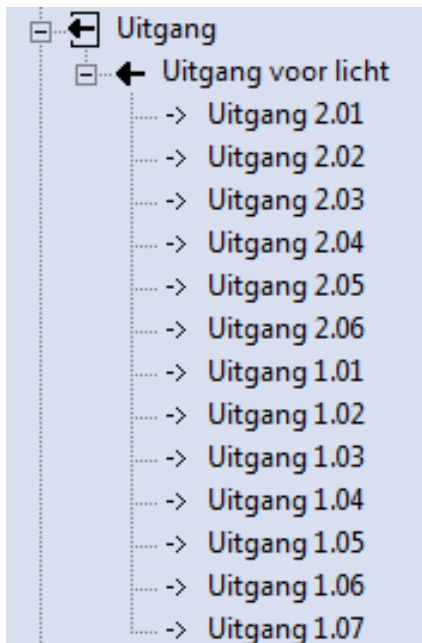 Uitgang
Uitgang voor licht
-> Uitgang 2.01
-> Uitgang 2.02
-> Uitgang 2.03
-> Uitgang 2.04
-> Uitgang 2.05
-> Uitgang 2.06
-> Uitgang 1.01
-> Uitgang 1.02
-> Uitgang 1.03
-> Uitgang 1.04
-> Uitgang 1.05
-> Uitgang 1.06
-> Uitgang 1.07